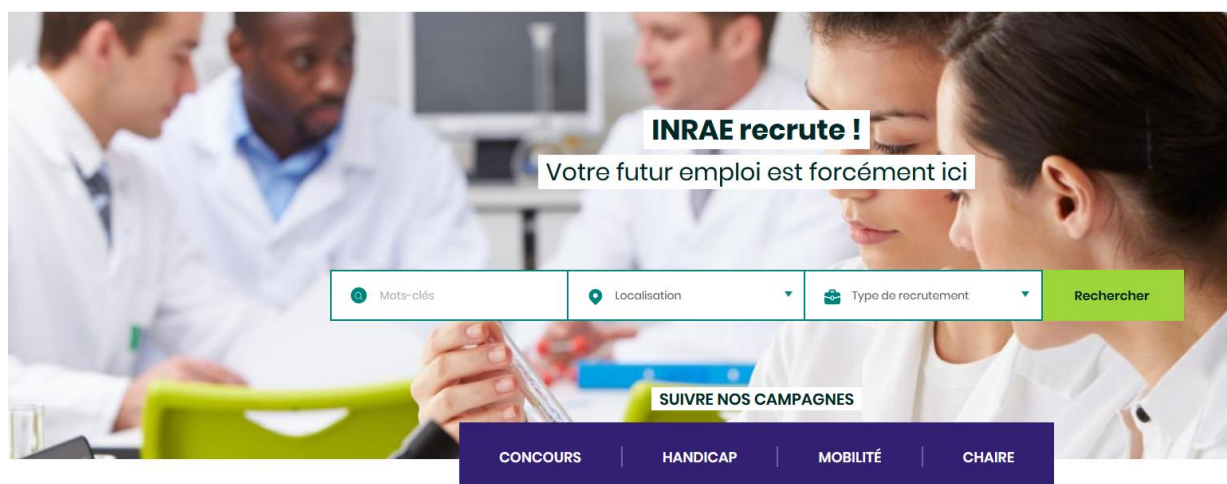 INRAE recrute !
Votre futur emploi est forcément ici
Mots-clés Localisation Type de recrutement Rechercher
SUIVRE NOS CAMPAGNES
CONCOURS HANDICAP MOBILITÉ CHAIRE